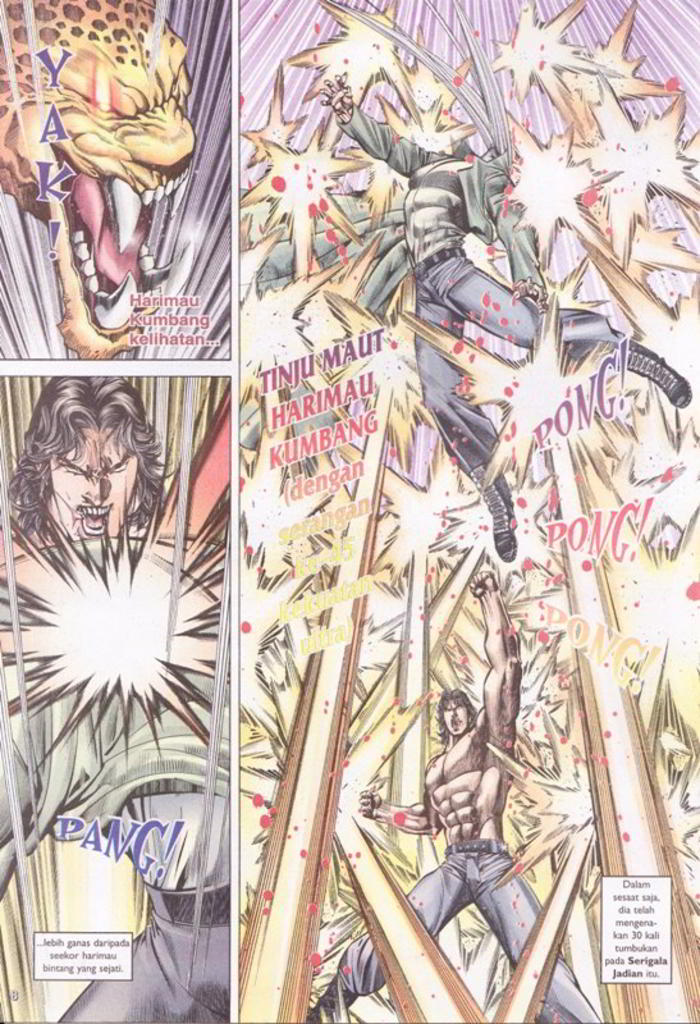 YAK!
Harimau
Kumbang
kelihatan...
PANG!
...lebih ganas daripada
seekor harimau
bintang yang sejati.
TINJU MAUT
HARIMAU
KUMBANG
(dengan
serangan
ke-35
kekuatan
ultra)
PONG!
PONG!
PONG!
Dalam
sesaat saja,
dia telah
mengena-
kan 30 kali
tumbukan
pada Serigala
Jadian itu.
8